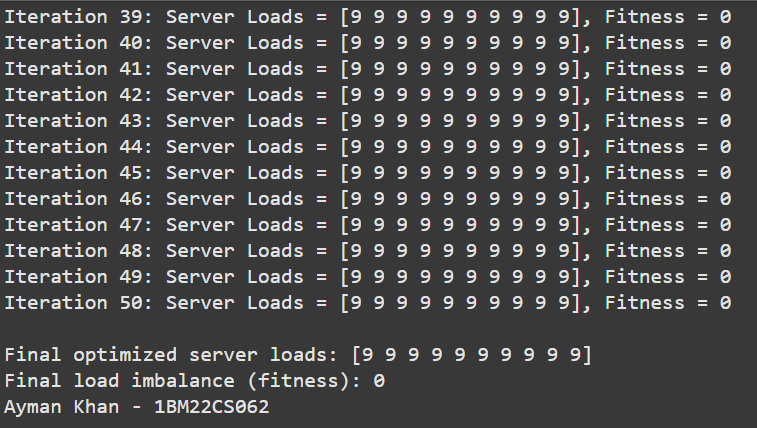 Iteration 39: Server Loads = [9 9 9 9 9 9 9 9 9 9], Fitness = 0
Iteration 40: Server Loads = [9 9 9 9 9 9 9 9 9 9], Fitness = 0
Iteration 41: Server Loads = [9 9 9 9 9 9 9 9 9 9], Fitness = 0
Iteration 42: Server Loads = [9 9 9 9 9 9 9 9 9 9], Fitness = 0
Iteration 43: Server Loads = [9 9 9 9 9 9 9 9 9 9], Fitness = 0
Iteration 44: Server Loads = [9 9 9 9 9 9 9 9 9 9], Fitness = 0
Iteration 45: Server Loads = [9 9 9 9 9 9 9 9 9 9], Fitness = 0
Iteration 46: Server Loads = [9 9 9 9 9 9 9 9 9 9], Fitness = 0
Iteration 47: Server Loads = [9 9 9 9 9 9 9 9 9 9], Fitness = 0
Iteration 48: Server Loads = [9 9 9 9 9 9 9 9 9 9], Fitness = 0
Iteration 49: Server Loads = [9 9 9 9 9 9 9 9 9 9], Fitness = 0
Iteration 50: Server Loads = [9 9 9 9 9 9 9 9 9 9], Fitness = 0
Final optimized server loads: [9 9 9 9 9 9 9 9 9 9]
Final load imbalance (fitness): 0
Ayman Khan - 1BM22CS062